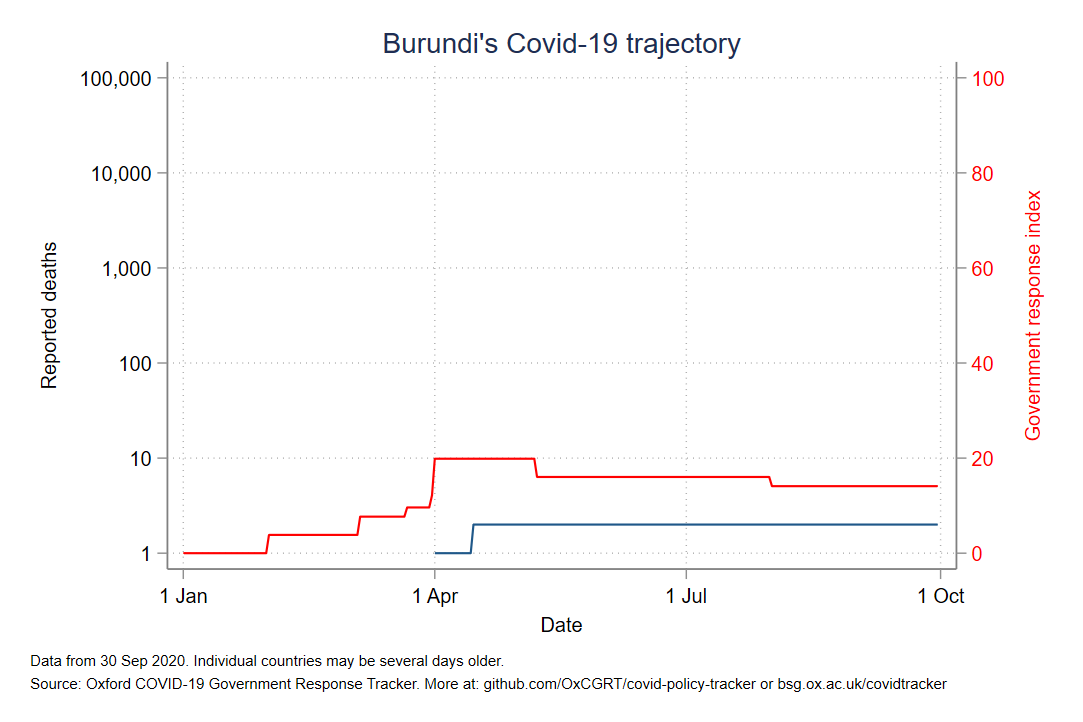 Burundi's Covid-19 trajectory
100,000
10,000
1,000
100
10
1
Reported deaths
100
80
60
40
20
0
Government response index
1 Jan
1 Apr
1 Jul
1 Oct
Date
Data from 30 Sep 2020. Individual countries may be several days older.
Source: Oxford COVID-19 Government Response Tracker. More at: github.com/OxCGRT/covid-policy-tracker or bsg.ox.ac.uk/covidtracker